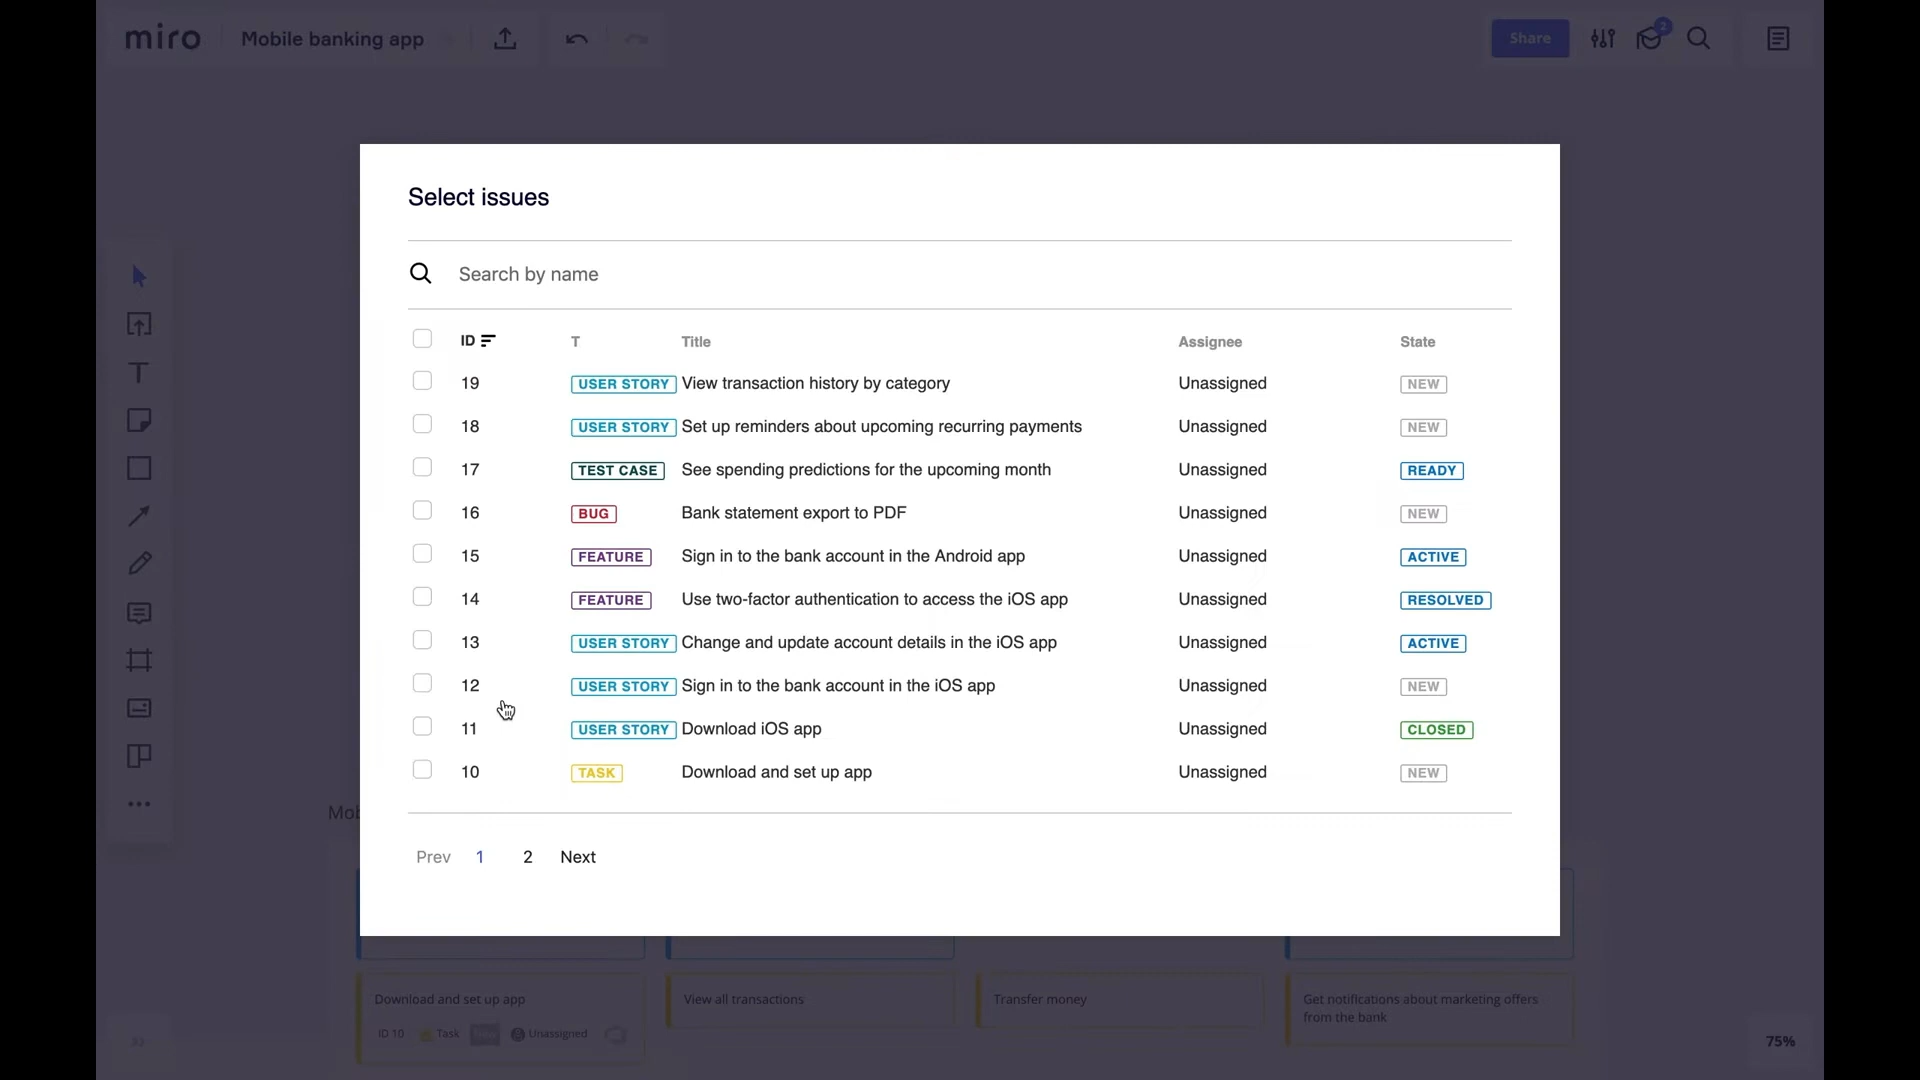 miro Mobile banking app Share 2
Select issues
Search by name
ID T Title Assignee State
19 USER STORY View transaction history by category Unassigned NEW
18 USER STORY Set up reminders about upcoming recurring payments Unassigned NEW
17 TEST CASE See spending predictions for the upcoming month Unassigned READY
16 BUG Bank statement export to PDF Unassigned NEW
15 FEATURE Sign in to the bank account in the Android app Unassigned ACTIVE
14 FEATURE Use two-factor authentication to access the iOS app Unassigned RESOLVED
13 USER STORY Change and update account details in the iOS app Unassigned ACTIVE
12 USER STORY Sign in to the bank account in the iOS app Unassigned NEW
11 USER STORY Download iOS app Unassigned CLOSED
10 TASK Download and set up app Unassigned NEW
Mob
Prev 1 2 Next
Download and set up app View all transactions Transfer money Get notifications about marketing offers
from the bank
ID 10 Task Unassigned
75%